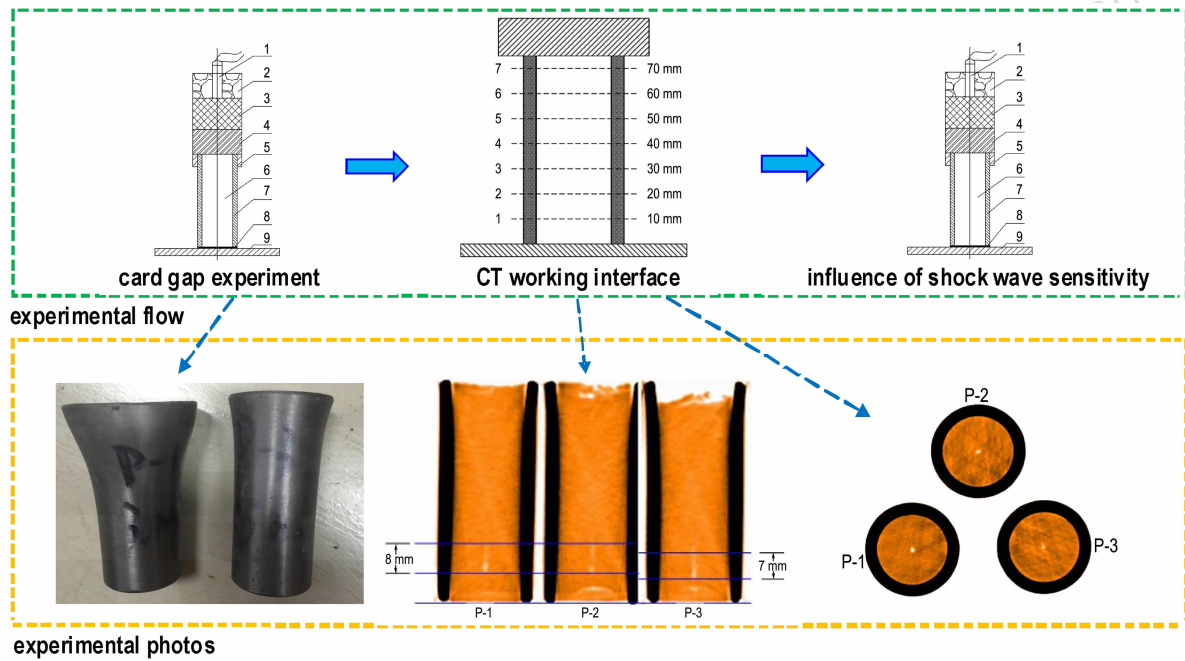 1
2
3
4
5
6
7
8
9
card gap experiment
7 70 mm
6 60 mm
5 50 mm
4 40 mm
3 30 mm
2 20 mm
1 10 mm
CT working interface
1
2
3
4
5
6
7
8
9
influence of shock wave sensitivity
experimental flow
8 mm
7 mm
P-1 P-2 P-3
P-2
P-1
P-3
experimental photos